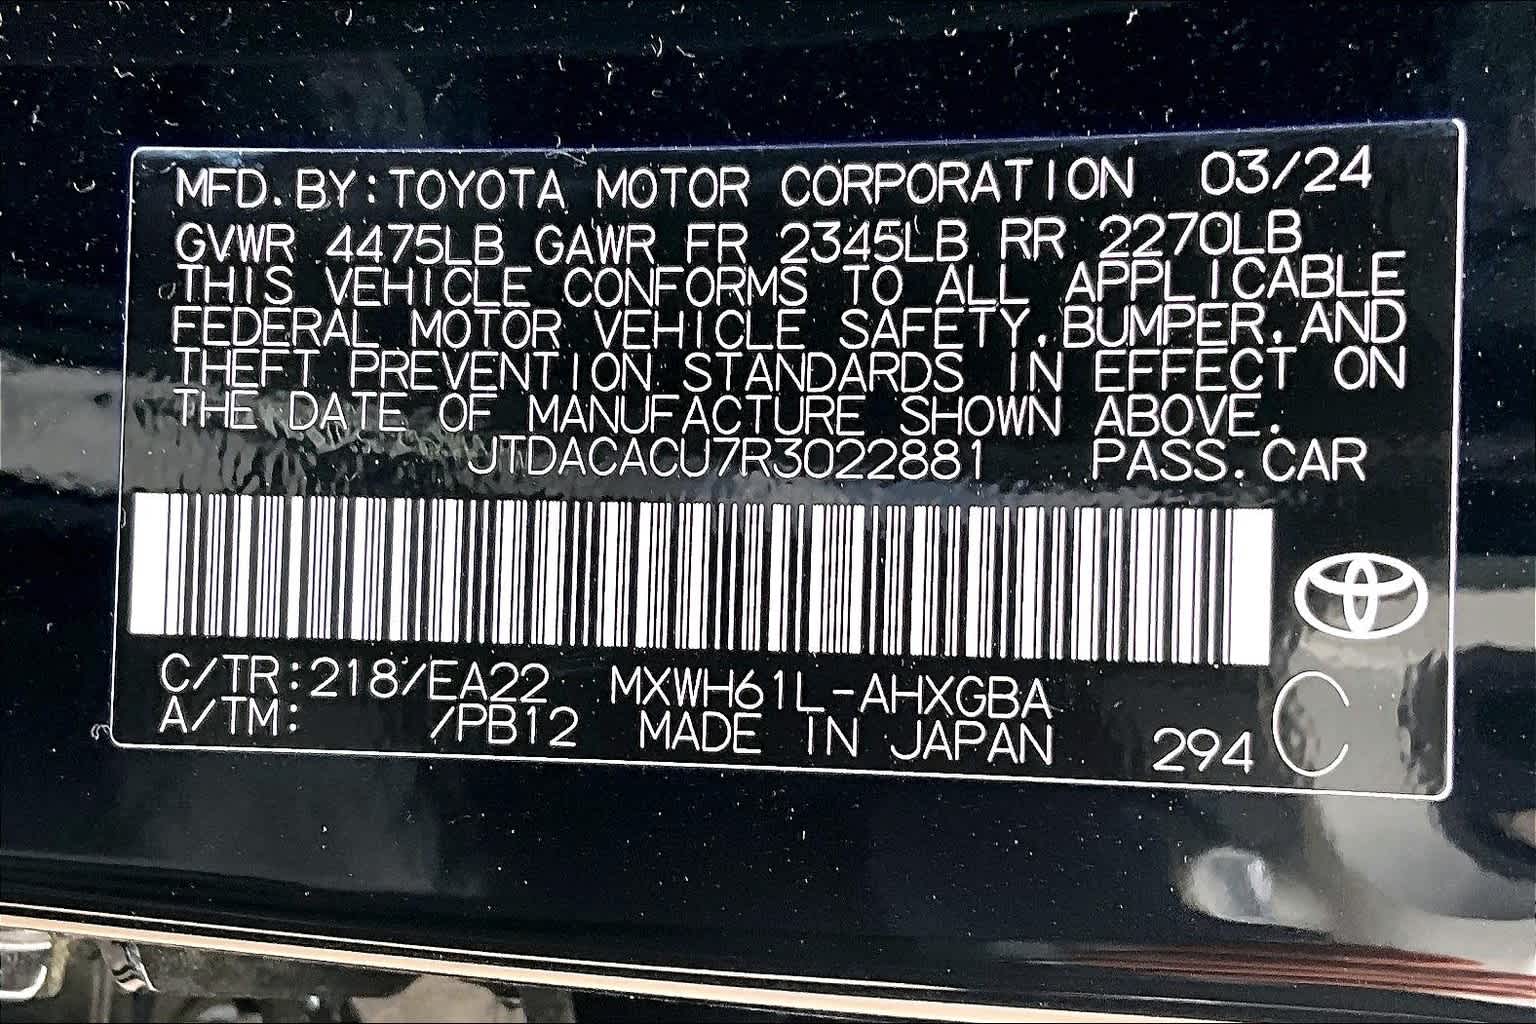 MFD.BY:TOYOTA MOTOR CORPORATION 03/24
GVWR 4475LB GAWR FR 2345LB RR 2270LB
THIS VEHICLE CONFORMS TO ALL APPLICABLE
FEDERAL MOTOR VEHICLE SAFETY,BUMPER,AND
THEFT PREVENTION STANDARDS IN EFFECT ON
THE DATE OF MANUFACTURE SHOWN ABOVE.
JTDACACU7R3022881 PASS.CAR
C/TR:218/EA22 MXWH61L-AHXGBA
A/TM: /PB12 MADE IN JAPAN 294 C